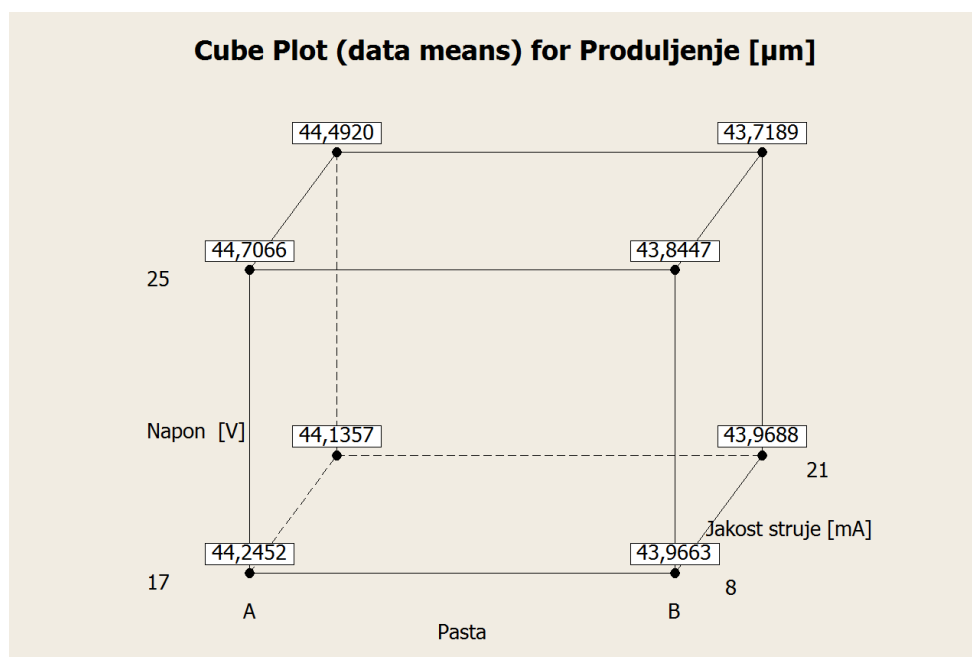 Cube Plot (data means) for Produljenje [µm]
44,4920
43,7189
44,7066
43,8447
25
Napon [V]
44,1357
43,9688
21
Jakost struje [mA]
44,2452
43,9663
17
8
A
B
Pasta